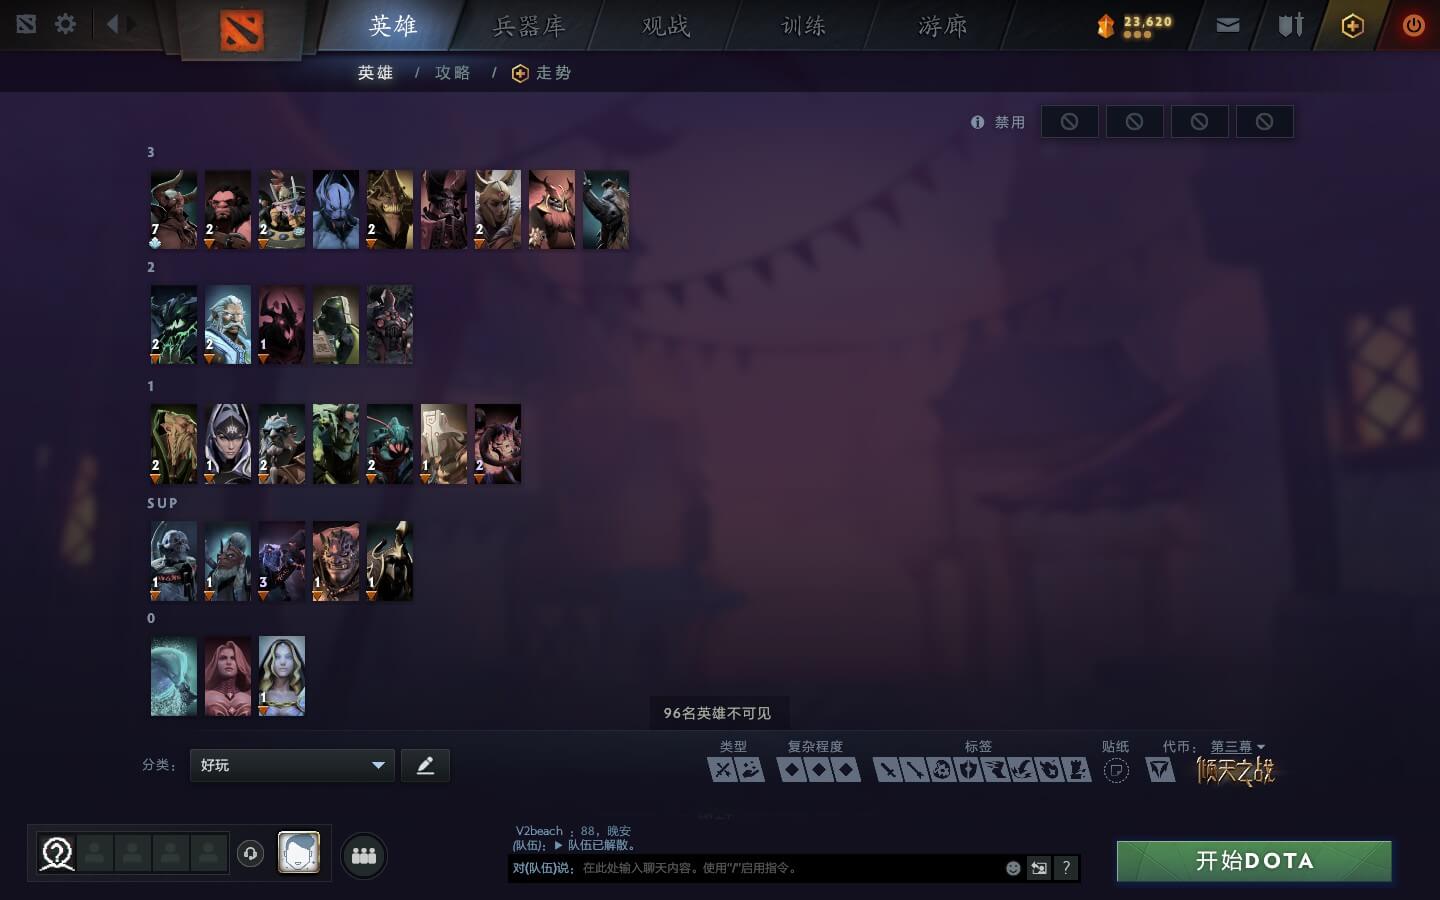 英雄
兵器库
观战
训练
游廊
23,620
英雄 / 攻略 / 走势
禁用
3
7 2 2 2 2
2
2 2 1
1
2 1 2 2 1 2
SUP
1 1 3 1 1
0
1
96名英雄不可见
类型
复杂程度
标签
贴纸
代币： 第三幕
分类： 好玩
倾天之战
V2beach ：88，晚安
(队伍)： ▶ 队伍已解散。
对(队伍)说： 在此处输入聊天内容。使用“/”启用指令。
?
开始DOTA